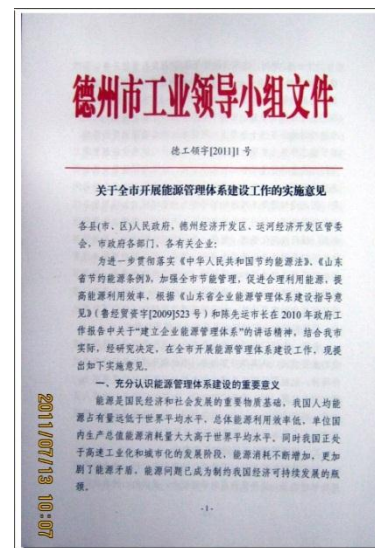 德州市工业领导小组文件
德工领字[2011]1号
关于全市开展能源管理体系建设工作的实施意见
各县(市、区)人民政府、德州经济开发区、运河经济开发区管委
会、市政府各部门、各有关企业:
为进一步贯彻落实《中华人民共和国节约能源法》、《山东
省节约能源条例》,加强全市节能管理,促进合理利用能源,提
高能源利用效率,根据《山东省企业能源管理体系建设指导意
见》(鲁经贸资字[2009]523号)和陈先运市长在2010年政府工
作报告中关于“建立企业能源管理体系”的讲话精神,结合我市
实际,经研究决定,在全市开展能源管理体系建设工作,现提
出如下实施意见。
一、充分认识能源管理体系建设的重要意义
能源是国民经济和社会发展的重要物质基础,我国人均能
源占有量远低于世界平均水平,总体能源利用效率低,单位国
内生产总值能源消耗量大大高于世界平均水平,同时我国正处
于高速工业化和城市化的发展阶段,能源消耗不断增加,更加
剧了能源矛盾,能源问题已成为制约我国经济可持续发展的瓶
颈。
-1-
2011/07/13 10:07